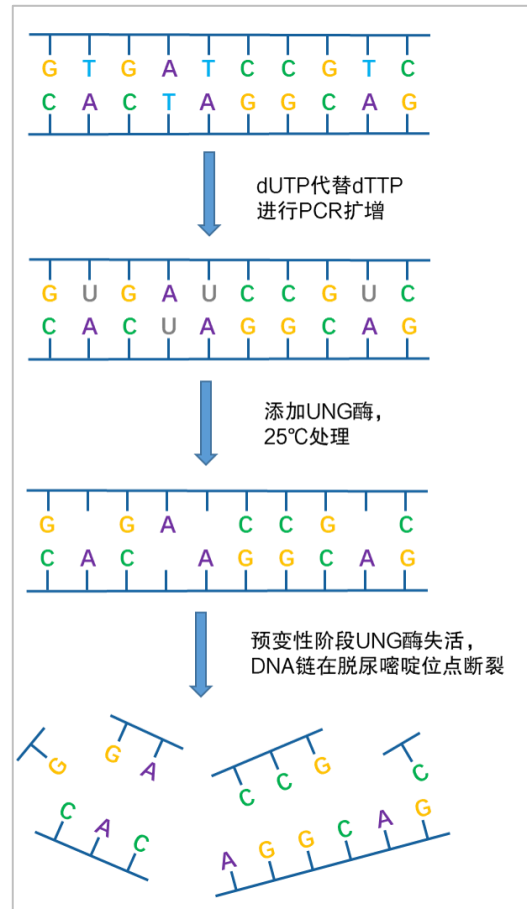 G T G A T C C G T C
C A C T A G G C A G
dUTP代替dTTP
进行PCR扩增
G U G A U C C G U C
C A C U A G G C A G
添加UNG酶，
25℃处理
G G A C C G C
C A C A G G C A G
预变性阶段UNG酶失活，
DNA链在脱尿嘧啶位点断裂
G G A C C G C
C A C A G G C A G